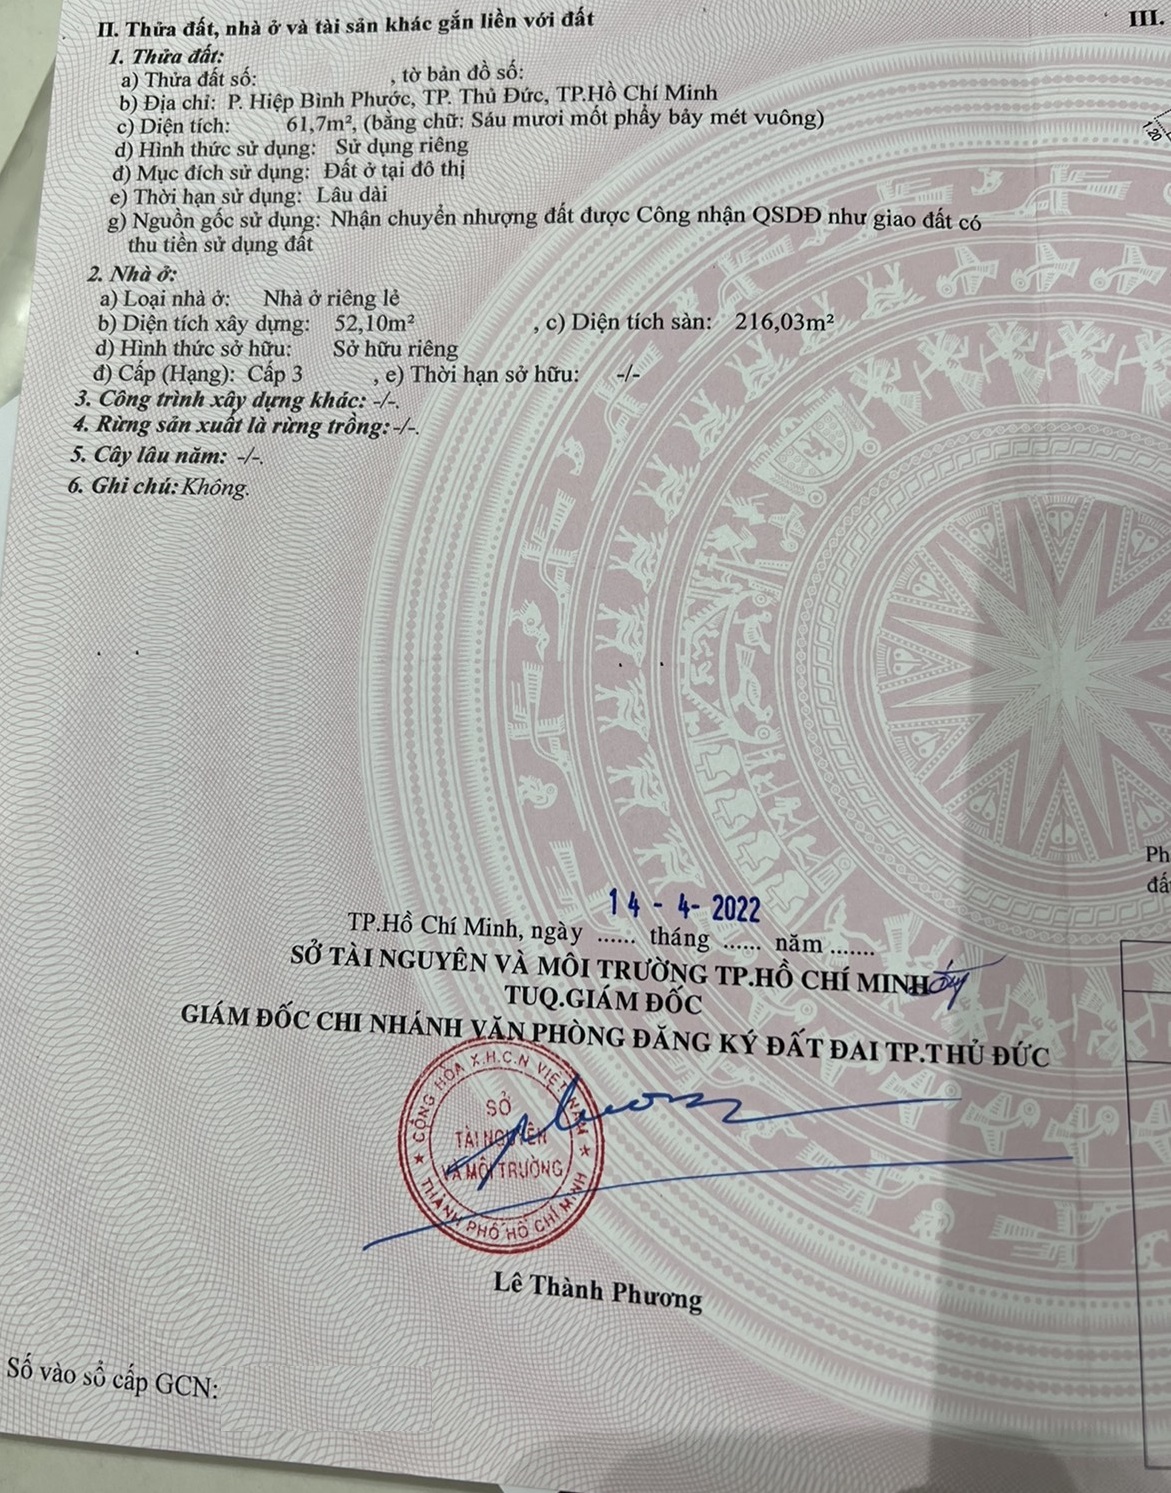 II. Thửa đất, nhà ở và tài sản khác gắn liền với đất
III.
1. Thửa đất:
a) Thửa đất số: , tờ bản đồ số:
b) Địa chỉ: P. Hiệp Bình Phước, TP. Thủ Đức, TP.Hồ Chí Minh
c) Diện tích: 61,7m², (bằng chữ: Sáu mươi mốt phẩy bảy mét vuông)
d) Hình thức sử dụng: Sử dụng riêng
đ) Mục đích sử dụng: Đất ở tại đô thị
e) Thời hạn sử dụng: Lâu dài
g) Nguồn gốc sử dụng: Nhận chuyển nhượng đất được Công nhận QSDĐ như giao đất có
thu tiền sử dụng đất
2. Nhà ở:
a) Loại nhà ở: Nhà ở riêng lẻ
b) Diện tích xây dựng: 52,10m² , c) Diện tích sàn: 216,03m²
d) Hình thức sở hữu: Sở hữu riêng
đ) Cấp (Hạng): Cấp 3 , e) Thời hạn sở hữu: -/-
3. Công trình xây dựng khác: -/-.
4. Rừng sản xuất là rừng trồng: -/-.
5. Cây lâu năm: -/-.
6. Ghi chú: Không.
1.20
Ph
đấ
14 - 4- 2022
TP.Hồ Chí Minh, ngày ...... tháng ...... năm .......
SỞ TÀI NGUYÊN VÀ MÔI TRƯỜNG TP.HỒ CHÍ MINH
TUQ.GIÁM ĐỐC
GIÁM ĐỐC CHI NHÁNH VĂN PHÒNG ĐĂNG KÝ ĐẤT ĐAI TP.THỦ ĐỨC
CỘNG HÒA X.H.C.N VIỆT NAM
SỞ
TÀI NGUYÊN
VÀ MÔI TRƯỜNG
THÀNH PHỐ HỒ CHÍ MINH
Lê Thành Phương
Số vào sổ cấp GCN: